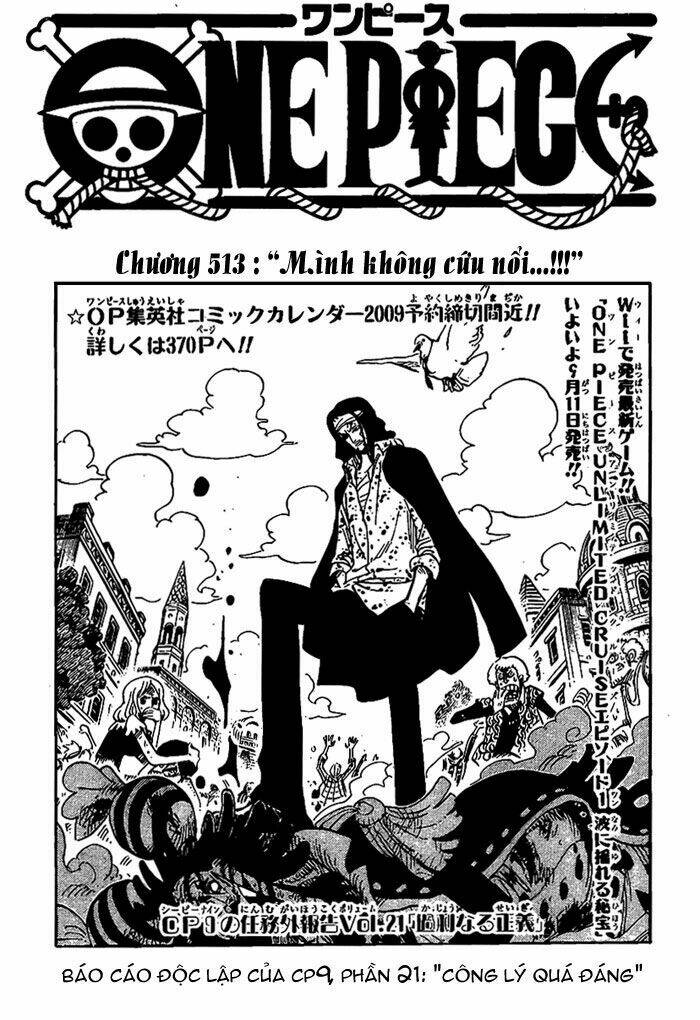 ワンピース
ONE PIECE
Chương 513 : “M.ình không cứu nổi...!!!”
☆OP集英社コミックカレンダー2009予約締切間近!!
詳しくは370Pへ!!
Wiiで発売最新ゲーム!!
「ONE PIECE UNLIMITED CRUISE エピソード1 波に揺れる秘宝」
いよいよ9月11日発売!!
CP9の任務外報告Vol.21「過剰なる正義」
BÁO CÁO ĐỘC LẬP CỦA CP9, PHẦN 21: "CÔNG LÝ QUÁ ĐÁNG"